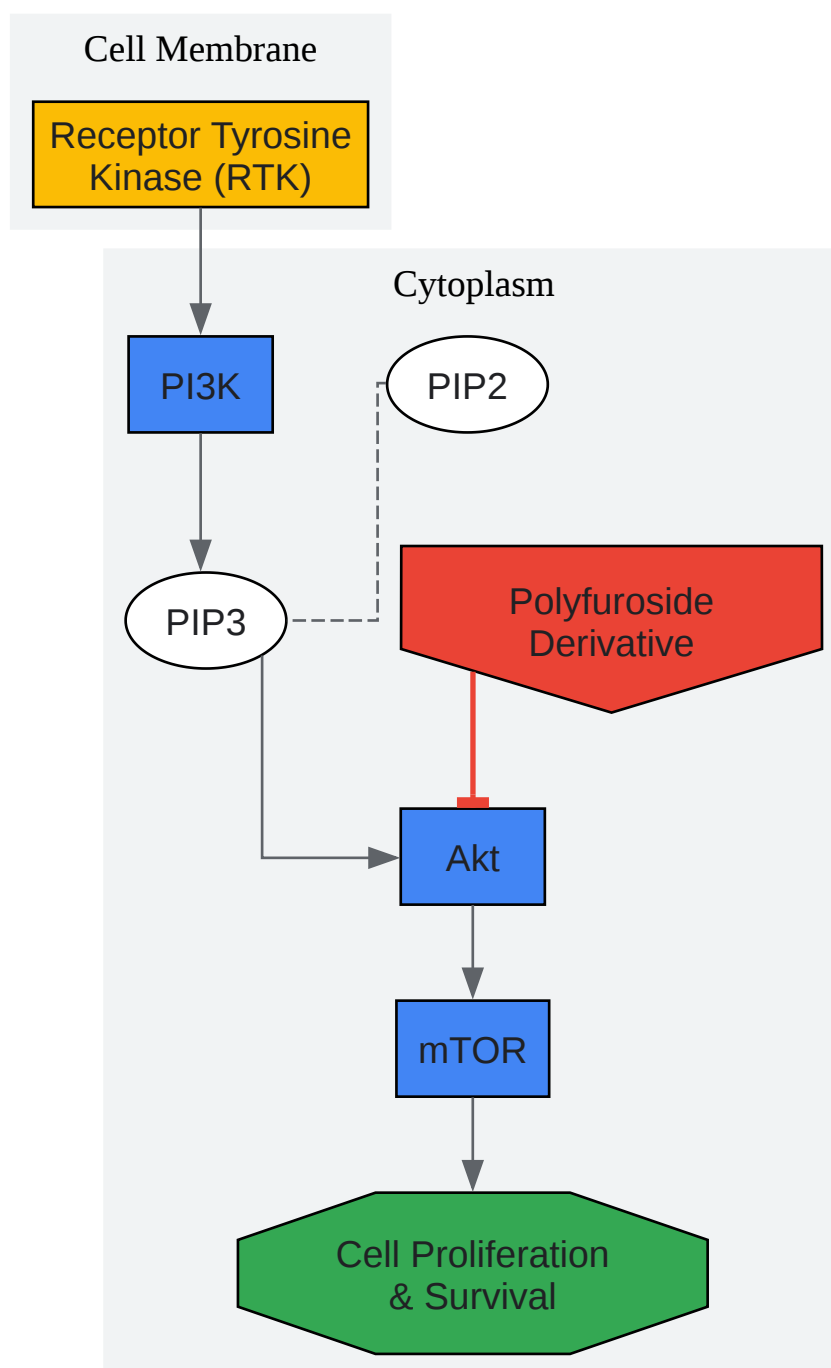 Cell Membrane
Receptor Tyrosine
Kinase (RTK)
Cytoplasm
PI3K
PIP2
PIP3
Polyfuroside
Derivative
Akt
mTOR
Cell Proliferation
& Survival